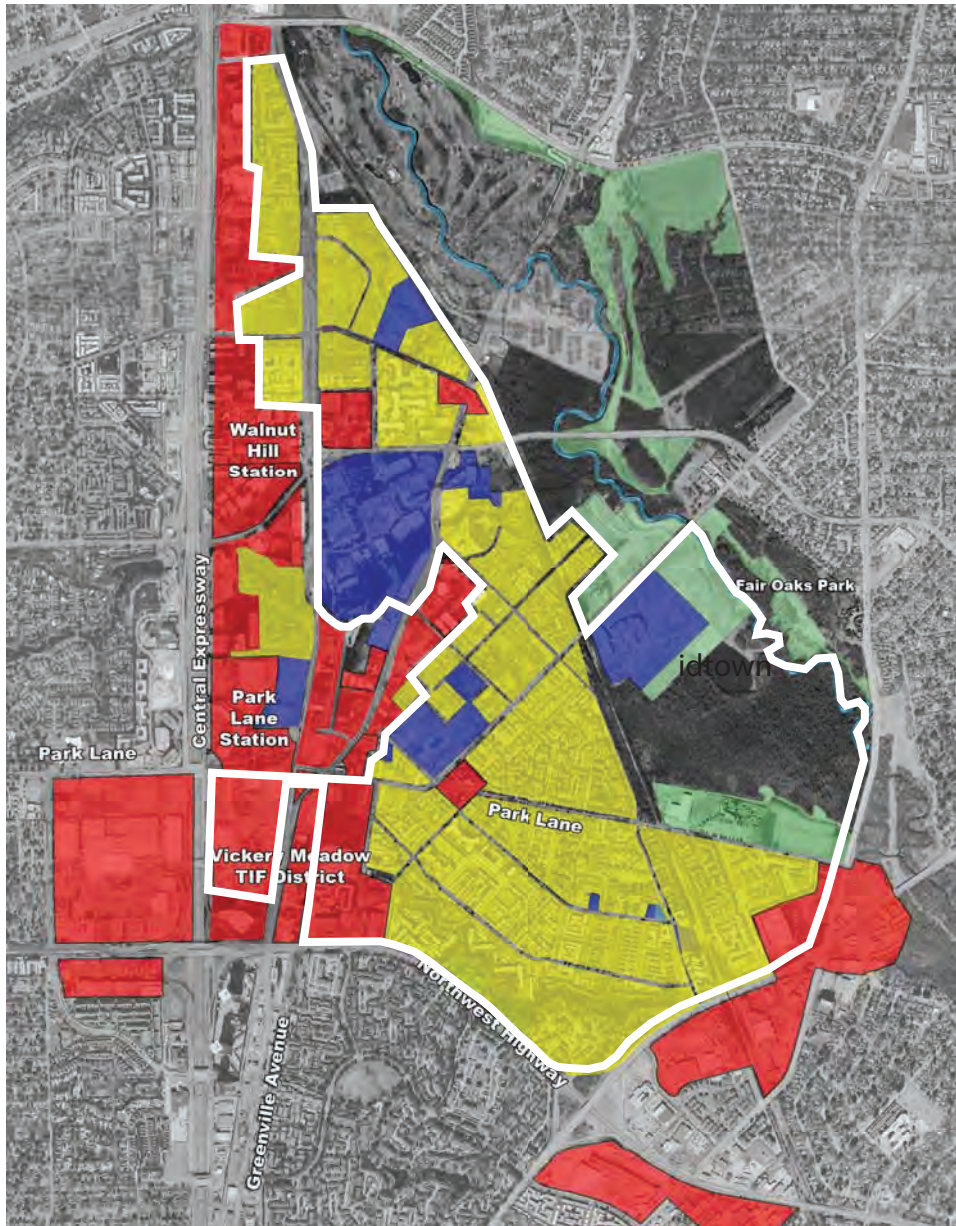 Walnut
Hill
Station
Fair Oaks Park
idtown
Central Expressway
Park
Lane
Station
Park Lane
Park Lane
Vickery Meadow
TIF District
Northwest Highway
Greenville Avenue